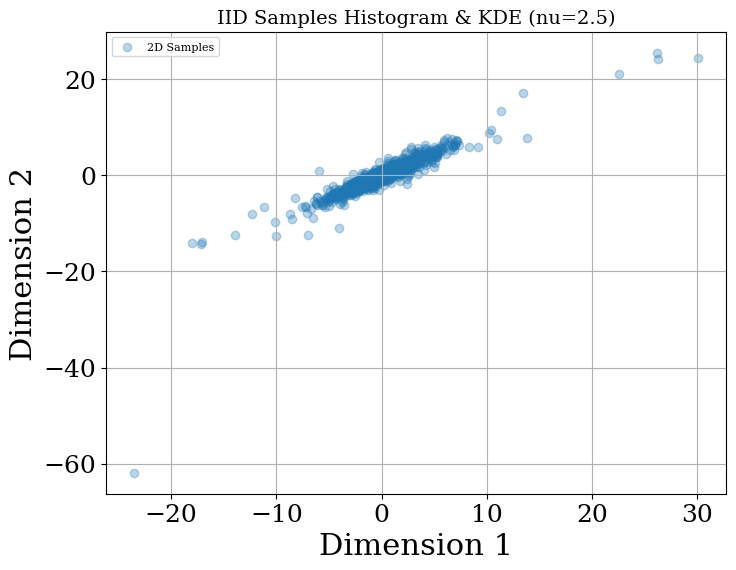 IID Samples Histogram & KDE (nu=2.5)
2D Samples
20
0
−20
−40
−60
Dimension 2
−20 −10 0 10 20 30
Dimension 1